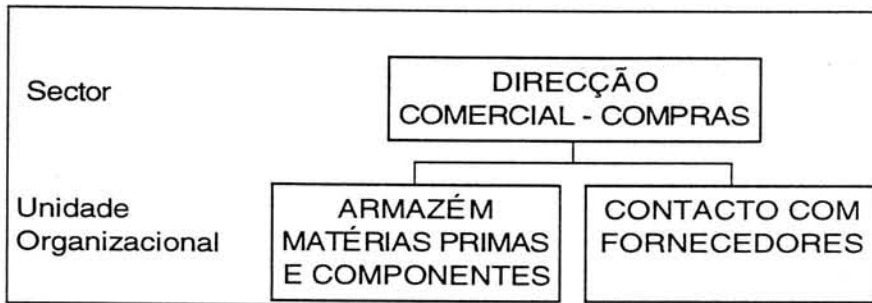 Sector
DIRECÇÃO
COMERCIAL - COMPRAS
Unidade
Organizacional
ARMAZÉM
MATÉRIAS PRIMAS
E COMPONENTES
CONTACTO COM
FORNECEDORES